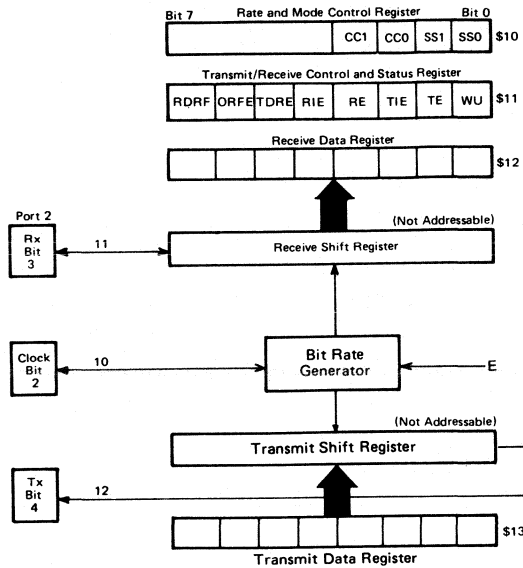 Bit 7 Rate and Mode Control Register Bit 0
CC1 CC0 SS1 SS0 $10
Transmit/Receive Control and Status Register
RDRF ORFE TDRE RIE RE TIE TE WU $11
Receive Data Register
$12
Port 2
(Not Addressable)
Rx
Bit
3
11
Receive Shift Register
Clock
Bit
2
10
Bit Rate
Generator
E
(Not Addressable)
Transmit Shift Register
Tx
Bit
4
12
$13
Transmit Data Register